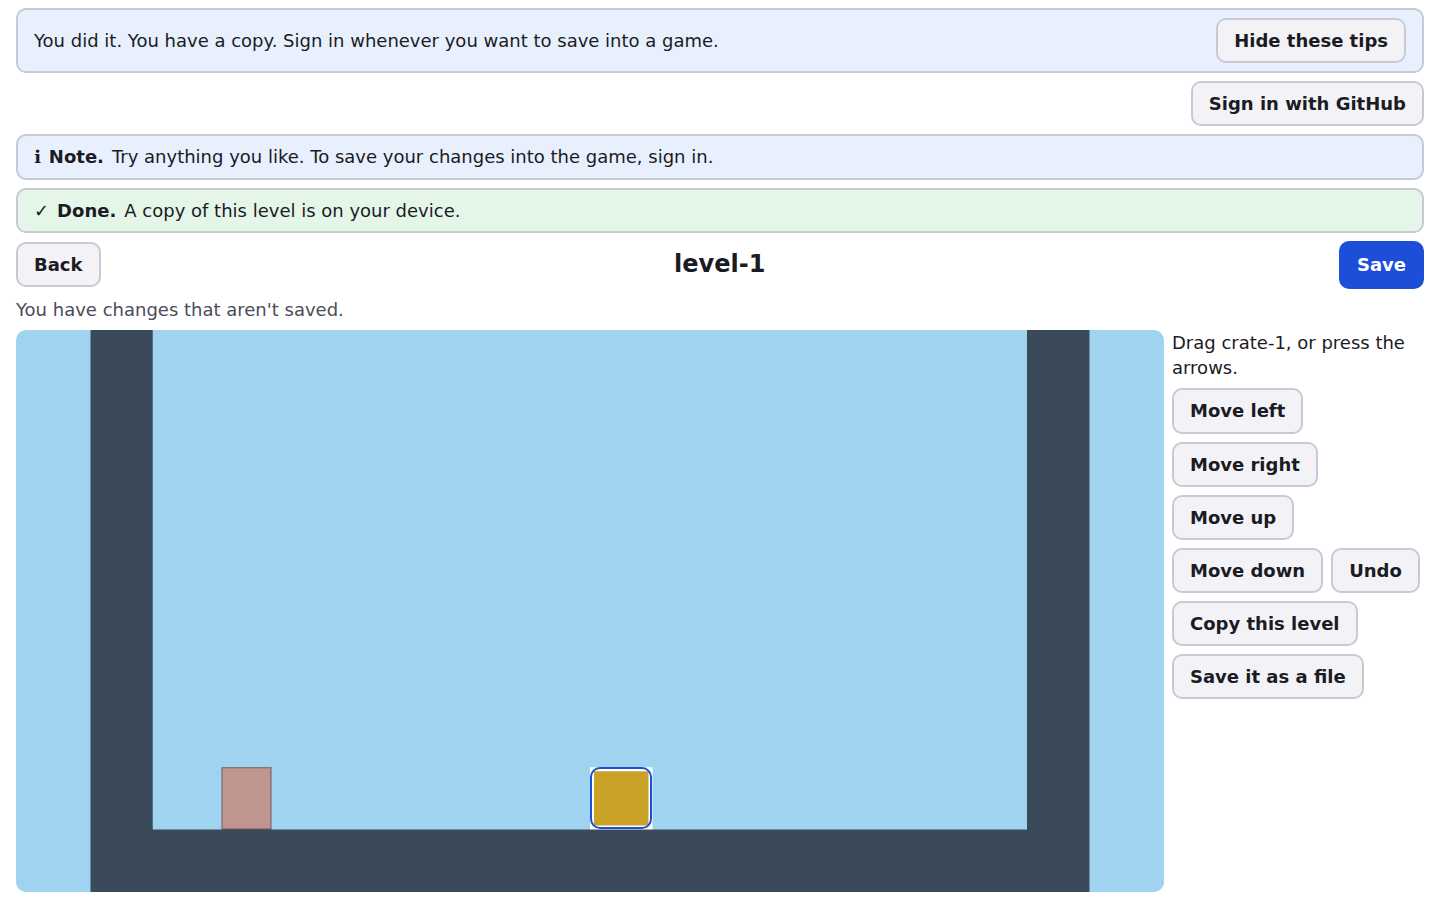 You did it. You have a copy. Sign in whenever you want to save into a game.
Hide these tips
Sign in with GitHub
ℹ Note. Try anything you like. To save your changes into the game, sign in.
✓ Done. A copy of this level is on your device.
Back
level-1
Save
You have changes that aren't saved.
Drag crate-1, or press the
arrows.
Move left
Move right
Move up
Move down
Undo
Copy this level
Save it as a file